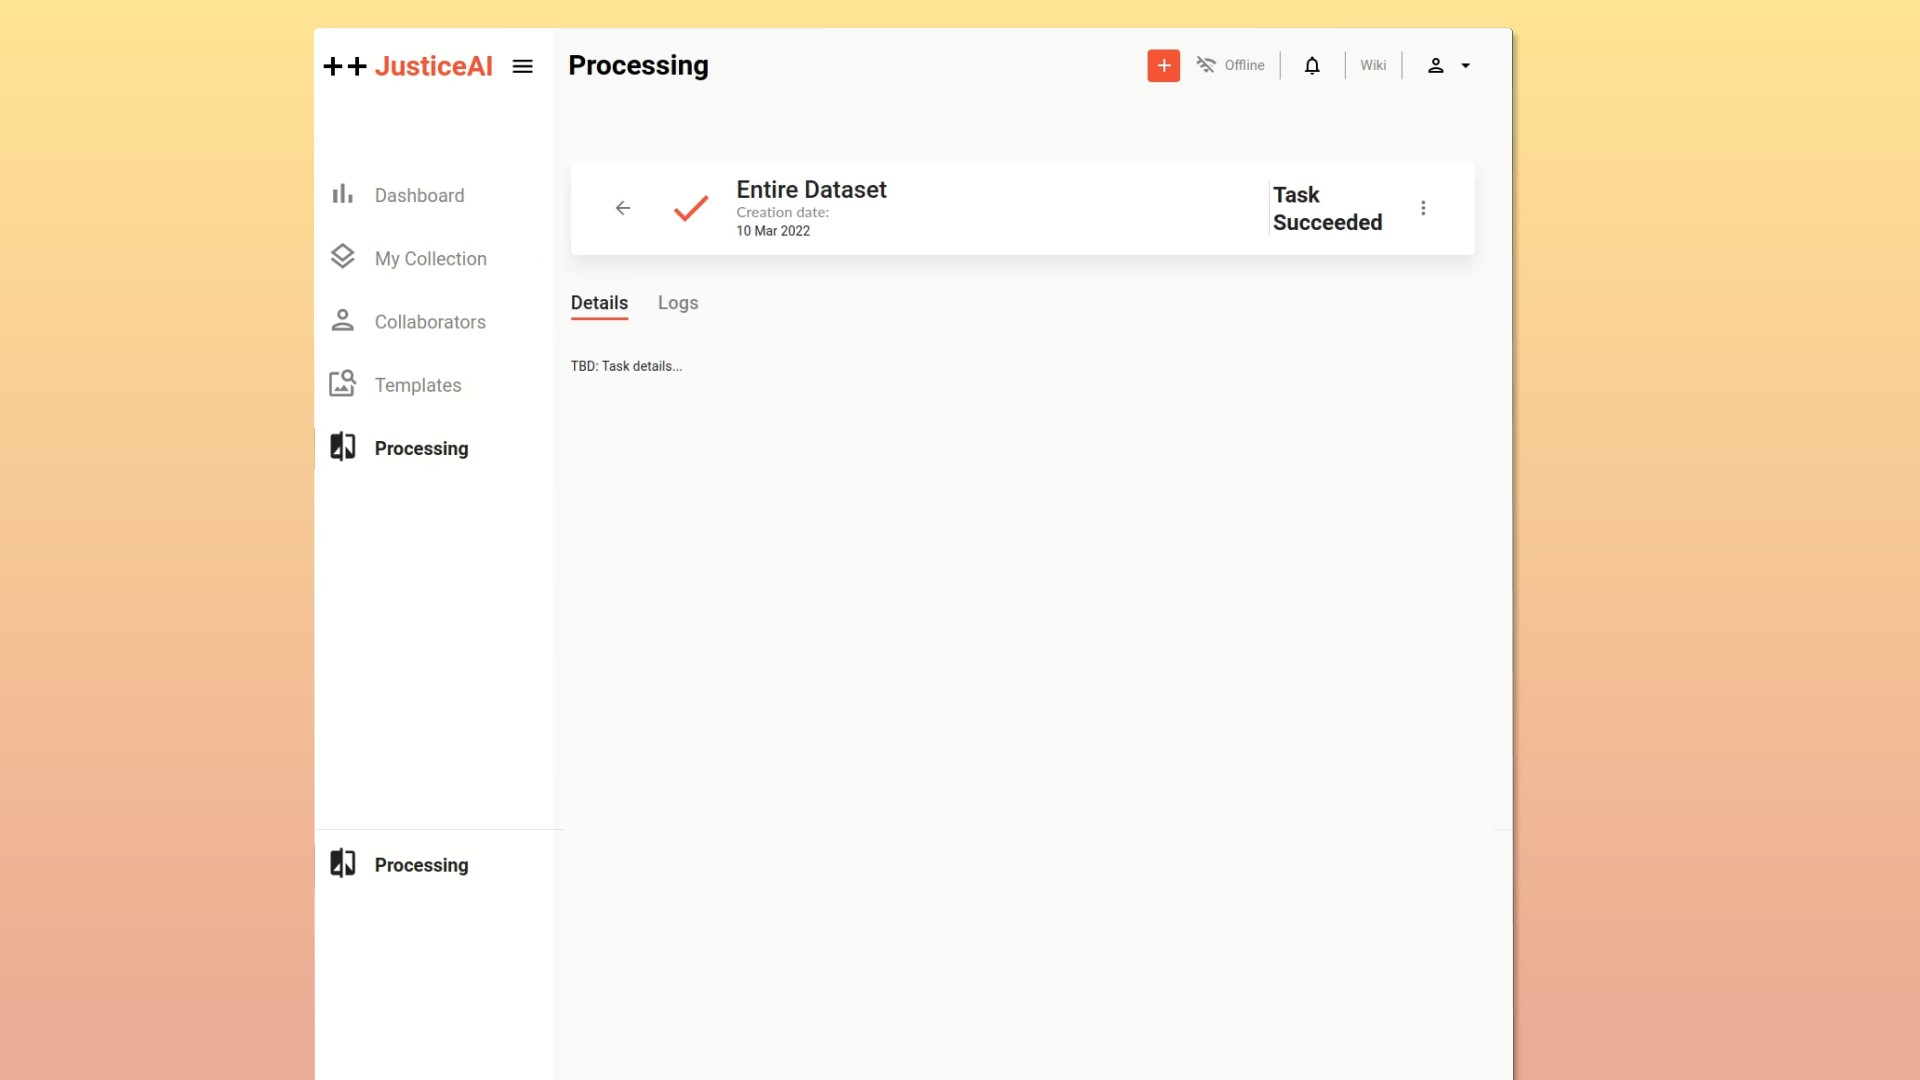 ++ JusticeAI
Processing
Offline
Wiki
Dashboard
My Collection
Collaborators
Templates
Processing
Entire Dataset
Creation date:
10 Mar 2022
Task
Succeeded
Details
Logs
TBD: Task details...
Processing